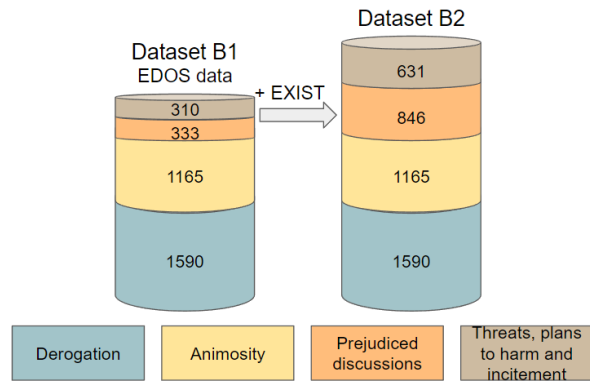 Dataset B1
EDOS data
310
333
1165
1590
+ EXIST
Dataset B2
631
846
1165
1590
Derogation
Animosity
Prejudiced
discussions
Threats, plans
to harm and
incitement